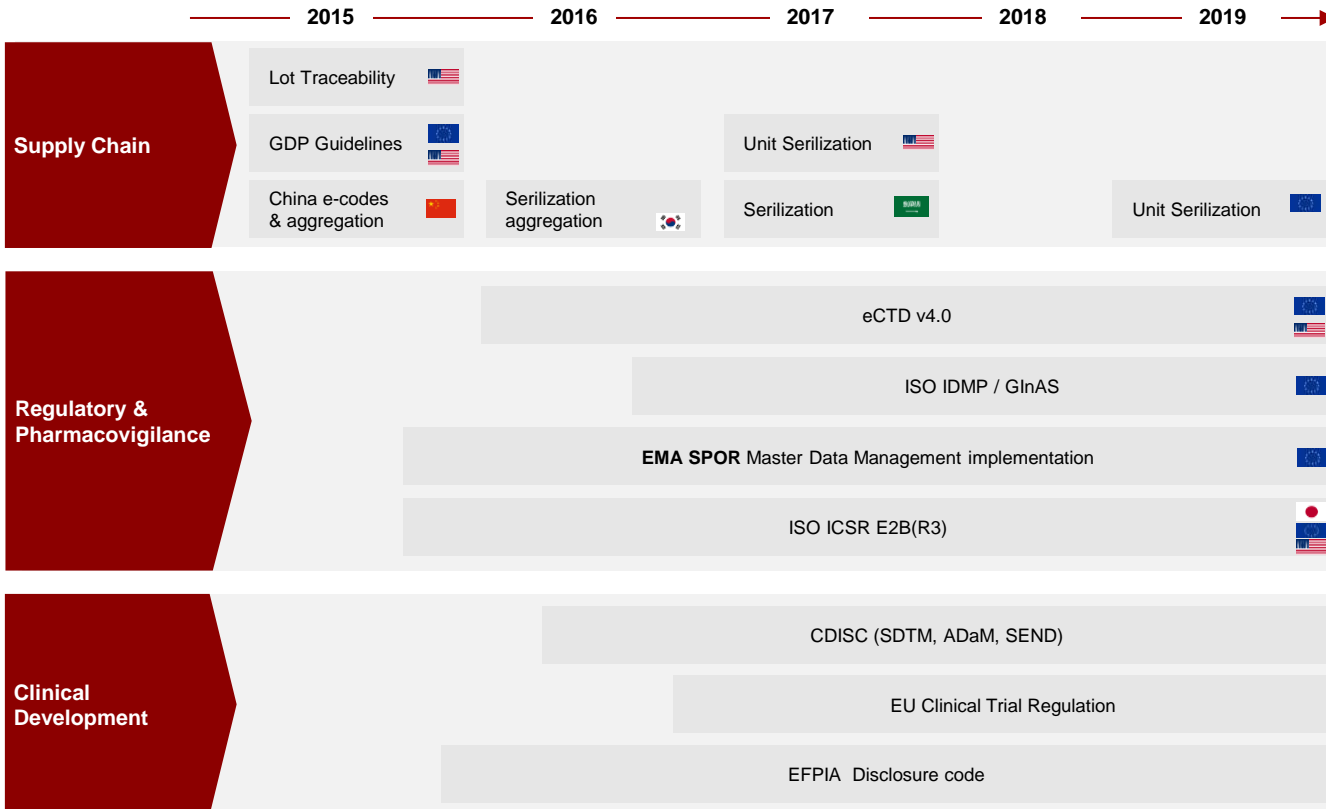 2015 2016 2017 2018 2019
Supply Chain
Lot Traceability
GDP Guidelines
Unit Serilization
China e-codes
& aggregation
Serilization
aggregation
Serilization
Unit Serilization
Regulatory &
Pharmacovigilance
eCTD v4.0
ISO IDMP / GInAS
EMA SPOR Master Data Management implementation
ISO ICSR E2B(R3)
Clinical
Development
CDISC (SDTM, ADaM, SEND)
EU Clinical Trial Regulation
EFPIA Disclosure code